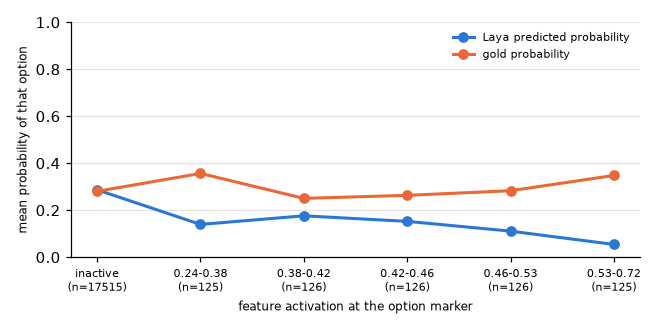 1.0
0.8
0.6
0.4
0.2
0.0
mean probability of that option
Laya predicted probability
gold probability
inactive
(n=17515)
0.24-0.38
(n=125)
0.38-0.42
(n=126)
0.42-0.46
(n=126)
0.46-0.53
(n=126)
0.53-0.72
(n=125)
feature activation at the option marker